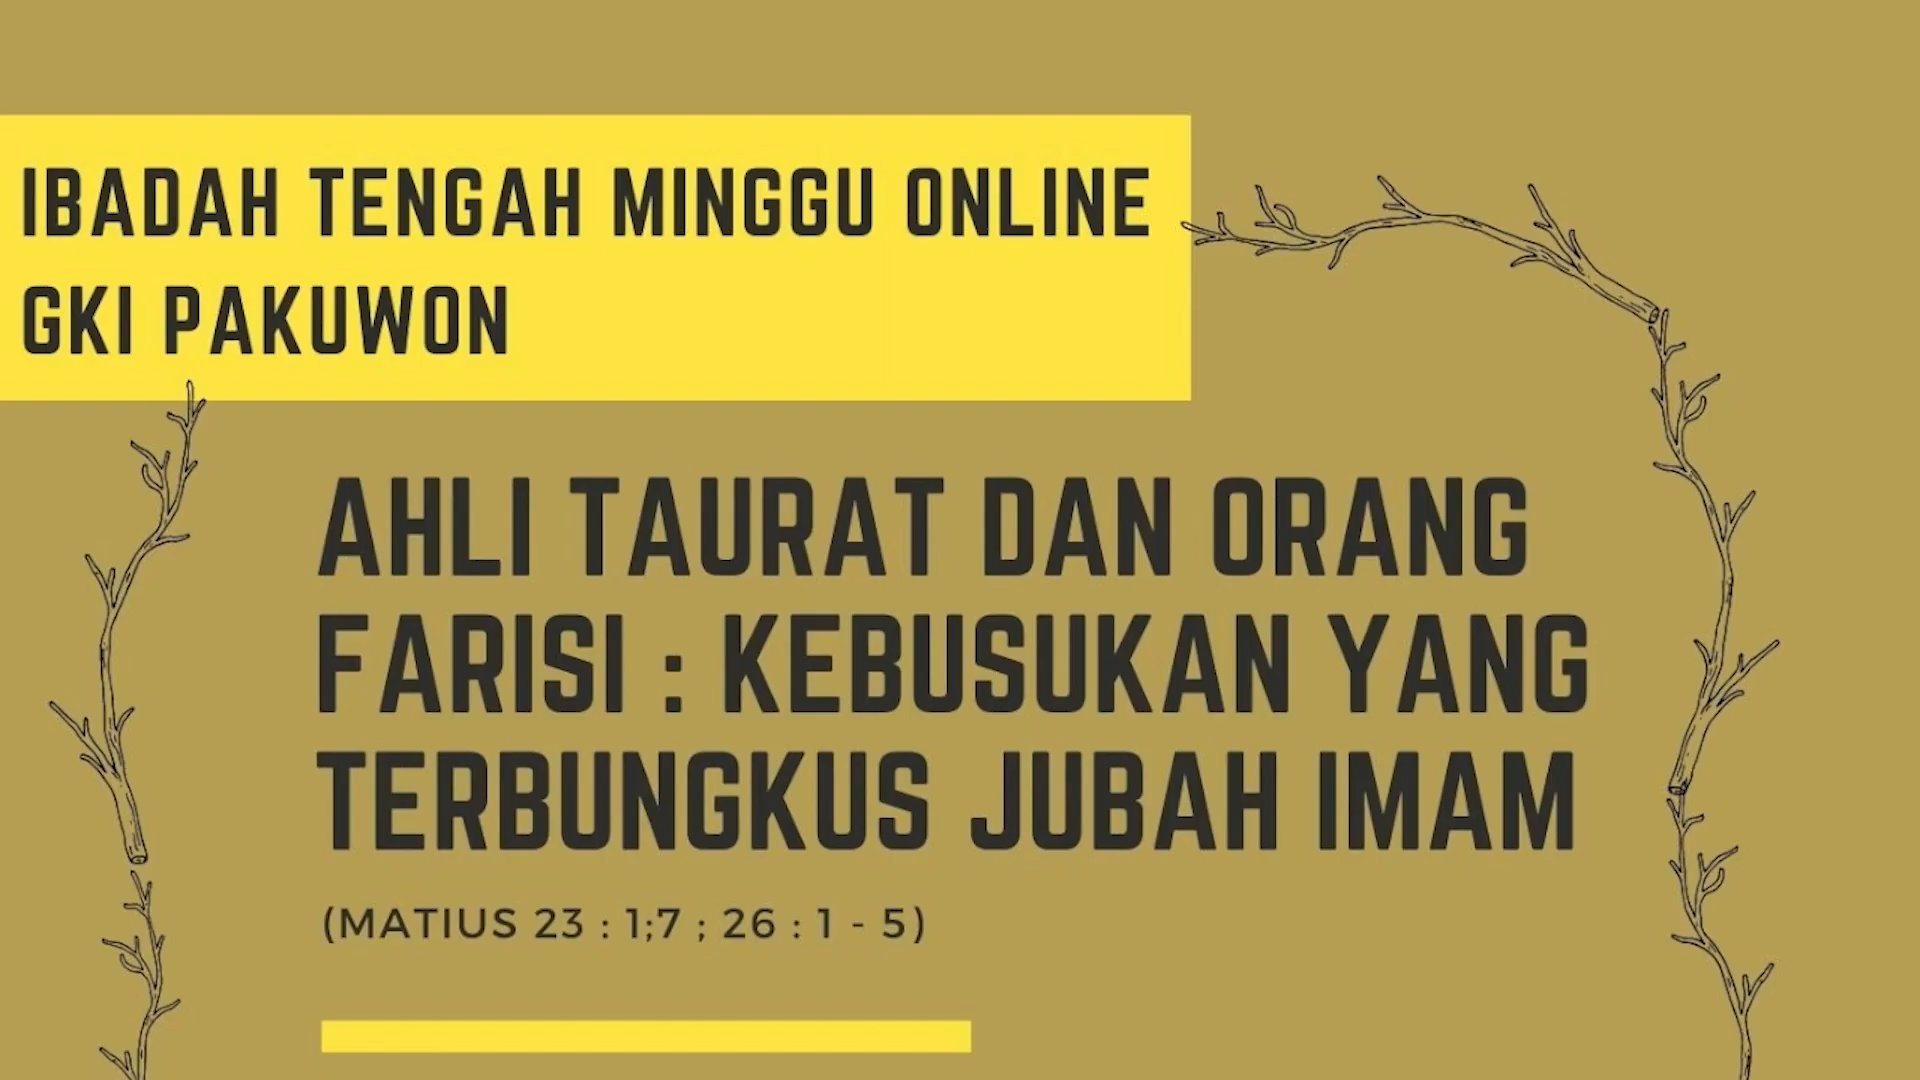 IBADAH TENGAH MINGGU ONLINE
GKI PAKUWON
AHLI TAURAT DAN ORANG
FARISI : KEBUSUKAN YANG
TERBUNGKUS JUBAH IMAM
(MATIUS 23 : 1;7 ; 26 : 1 - 5)